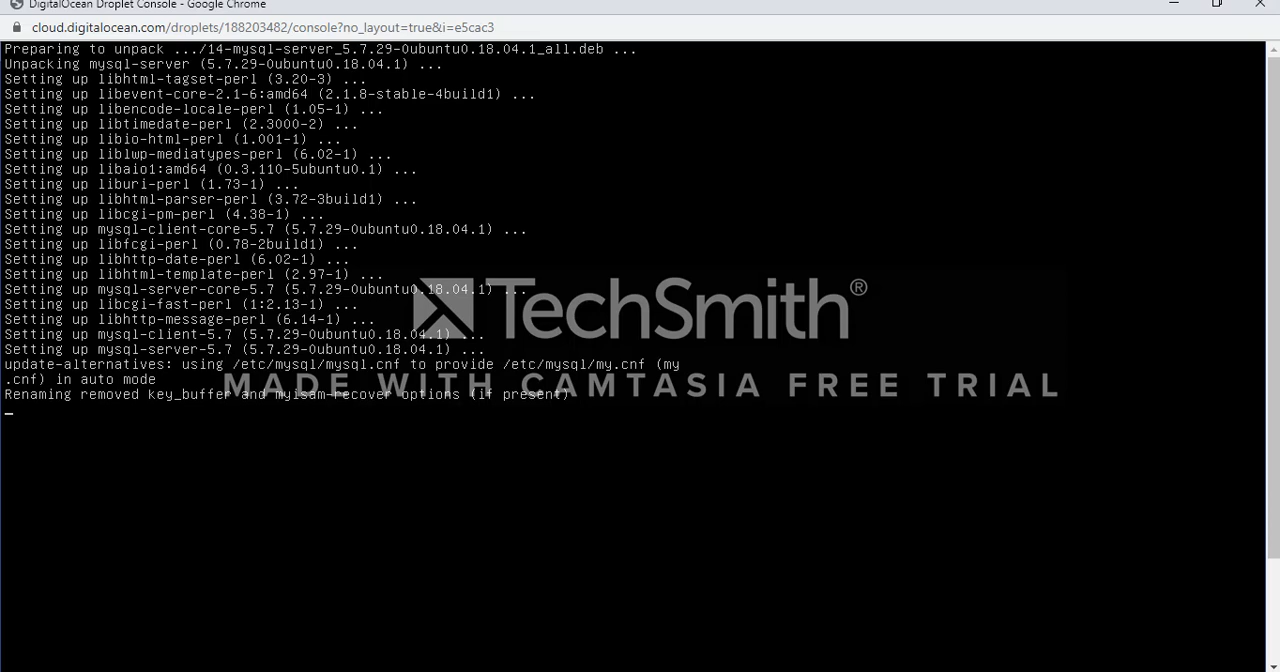 DigitalOcean Droplet Console - Google Chrome
cloud.digitalocean.com/droplets/188203482/console?no_layout=true&i=e5cac3
Preparing to unpack .../14-mysql-server_5.7.29-0ubuntu0.18.04.1_all.deb ...
Unpacking mysql-server (5.7.29-0ubuntu0.18.04.1) ...
Setting up libhtml-tagset-perl (3.20-3) ...
Setting up libevent-core-2.1-6:amd64 (2.1.8-stable-4build1) ...
Setting up libencode-locale-perl (1.05-1) ...
Setting up libtimedate-perl (2.3000-2) ...
Setting up libio-html-perl (1.001-1) ...
Setting up liblwp-mediatypes-perl (6.02-1) ...
Setting up libaio1:amd64 (0.3.110-5ubuntu0.1) ...
Setting up liburi-perl (1.73-1) ...
Setting up libhtml-parser-perl (3.72-3build1) ...
Setting up libcgi-pm-perl (4.38-1) ...
Setting up mysql-client-core-5.7 (5.7.29-0ubuntu0.18.04.1) ...
Setting up libfcgi-perl (0.78-2build1) ...
Setting up libhttp-date-perl (6.02-1) ...
Setting up libhtml-template-perl (2.97-1) ...
Setting up mysql-server-core-5.7 (5.7.29-0ubuntu0.18.04.1) ...
Setting up libcgi-fast-perl (1:2.13-1) ...
Setting up libhttp-message-perl (6.14-1) ...
Setting up mysql-client-5.7 (5.7.29-0ubuntu0.18.04.1) ...
Setting up mysql-server-5.7 (5.7.29-0ubuntu0.18.04.1) ...
update-alternatives: using /etc/mysql/mysql.cnf to provide /etc/mysql/my.cnf (my
.cnf) in auto mode
Renaming removed key_buffer and myisam-recover options (if present)
TechSmith®
MADE WITH CAMTASIA FREE TRIAL